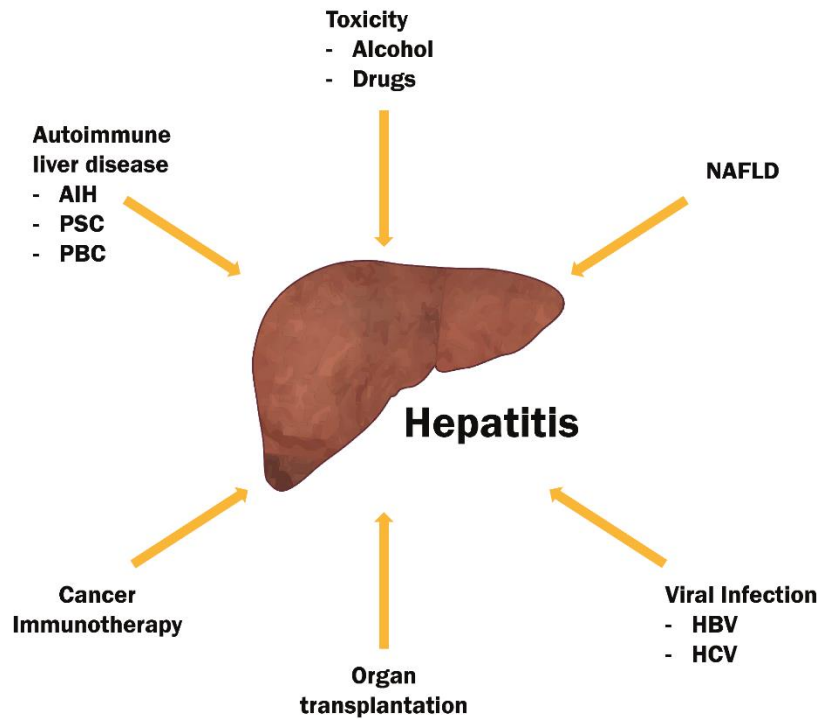 Toxicity
- Alcohol
- Drugs
Autoimmune
liver disease
- AIH
- PSC
- PBC
NAFLD
Hepatitis
Cancer
Immunotherapy
Organ
transplantation
Viral Infection
- HBV
- HCV